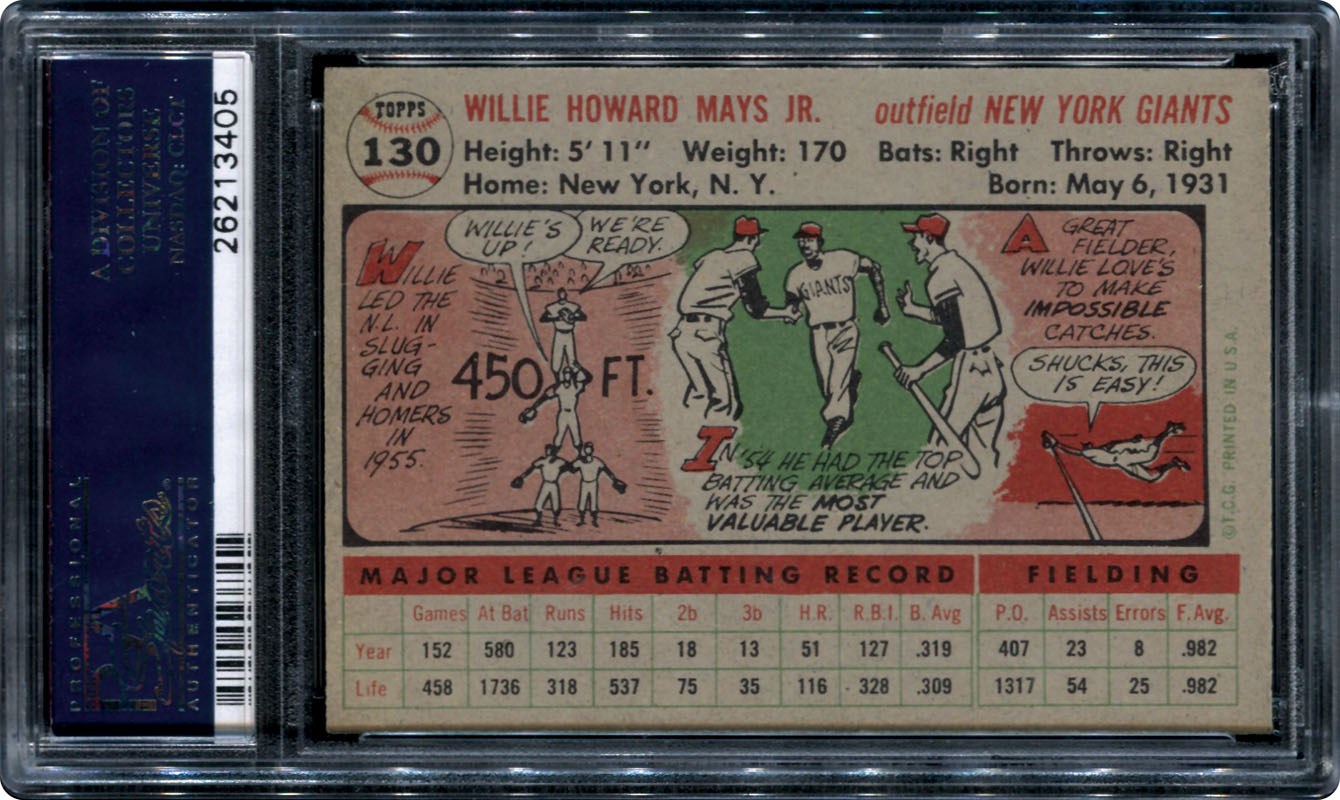 A DIVISION OF
COLLECTORS
UNIVERSE
NASDAQ: CLCT
26213405
PROFESSIONAL
PSA
Sports
AUTHENTICATOR
TOPPS
130
WILLIE HOWARD MAYS JR. outfield NEW YORK GIANTS
Height: 5' 11" Weight: 170 Bats: Right Throws: Right
Home: New York, N. Y. Born: May 6, 1931
WILLIE
LED THE
N.L. IN
SLUG-
GING
AND
HOMERS
IN
1955.
WILLIE'S
UP!
WE'RE
READY.
450 FT.
GIANTS
IN '54 HE HAD THE TOP
BATTING AVERAGE AND
WAS THE MOST
VALUABLE PLAYER.
A GREAT
FIELDER,
WILLIE LOVE'S
TO MAKE
IMPOSSIBLE
CATCHES.
SHUCKS, THIS
IS EASY!
©T.C.G. PRINTED IN U.S.A.
MAJOR LEAGUE BATTING RECORD FIELDING
Games At Bat Runs Hits 2b 3b H.R. R.B.I. B. Avg P.O. Assists Errors F. Avg.
Year 152 580 123 185 18 13 51 127 .319 407 23 8 .982
Life 458 1736 318 537 75 35 116 328 .309 1317 54 25 .982